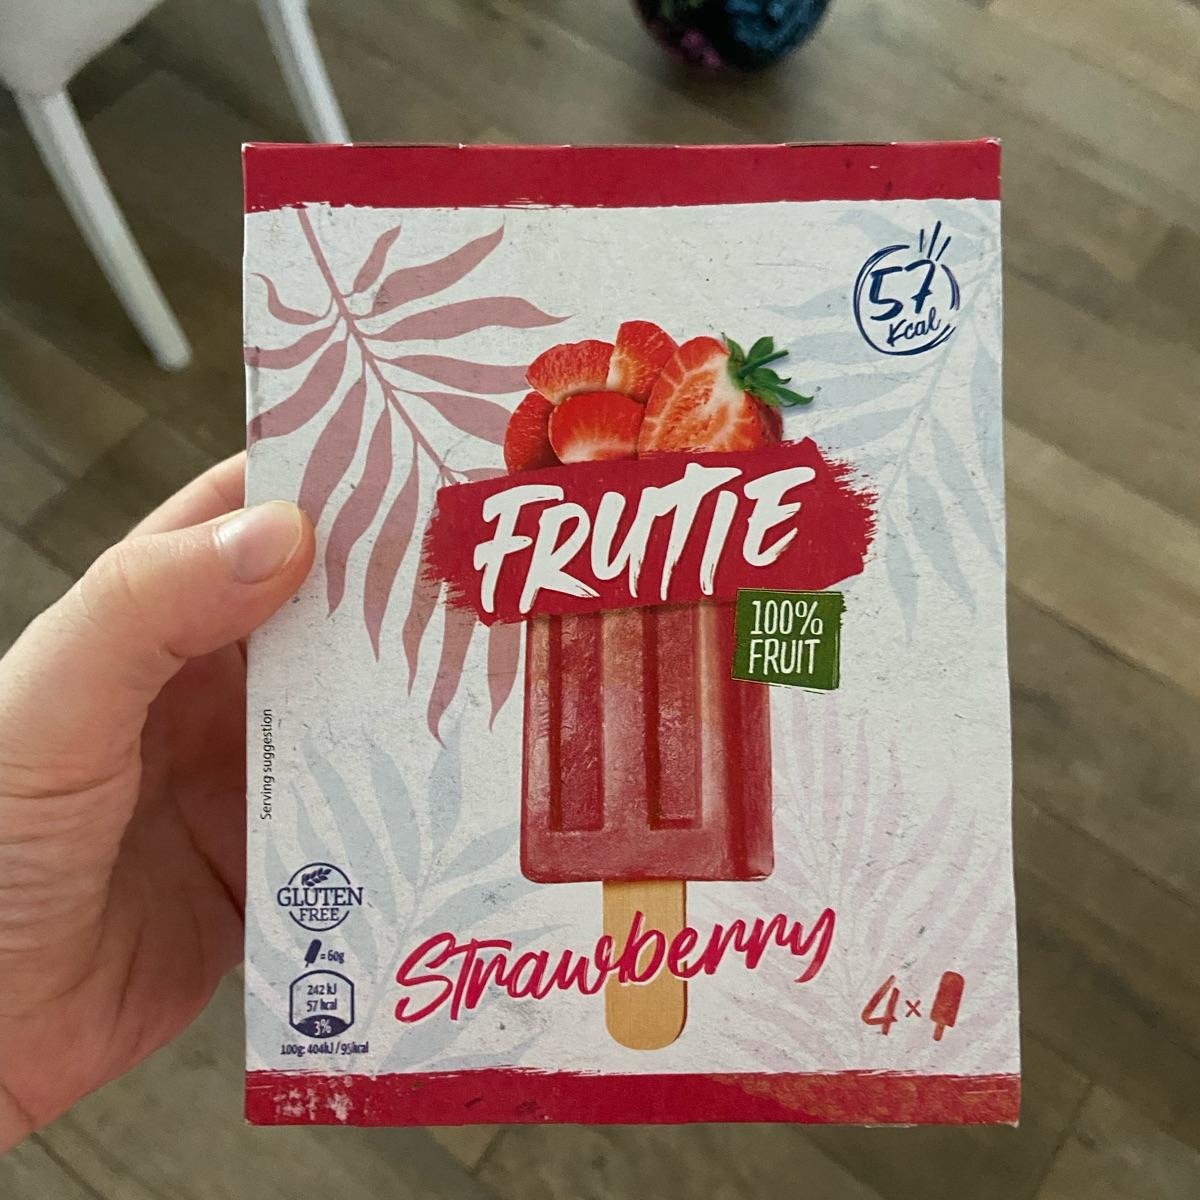 57
Kcal
FRUTIE
100%
FRUIT
Serving suggestion
GLUTEN
FREE
= 60g
242 kJ
57 kcal
3%
100g: 404kJ / 95kcal
Strawberry
4x